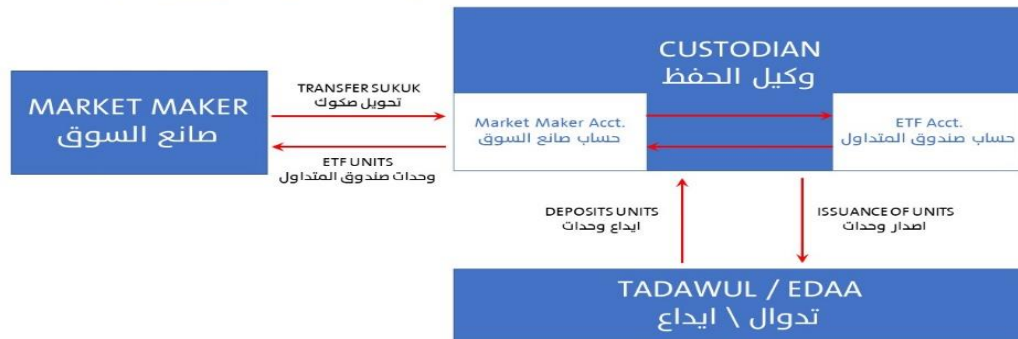 CUSTODIAN
وكيل الحفظ
MARKET MAKER
صانع السوق
TRANSFER SUKUK
تحويل صكوك
ETF UNITS
وحدات صندوق المتداول
Market Maker Acct.
حساب صانع السوق
ETF Acct.
حساب صندوق المتداول
DEPOSITS UNITS
ايداع وحدات
ISSUANCE OF UNITS
اصدار وحدات
TADAWUL / EDAA
تدوال \ ايداع